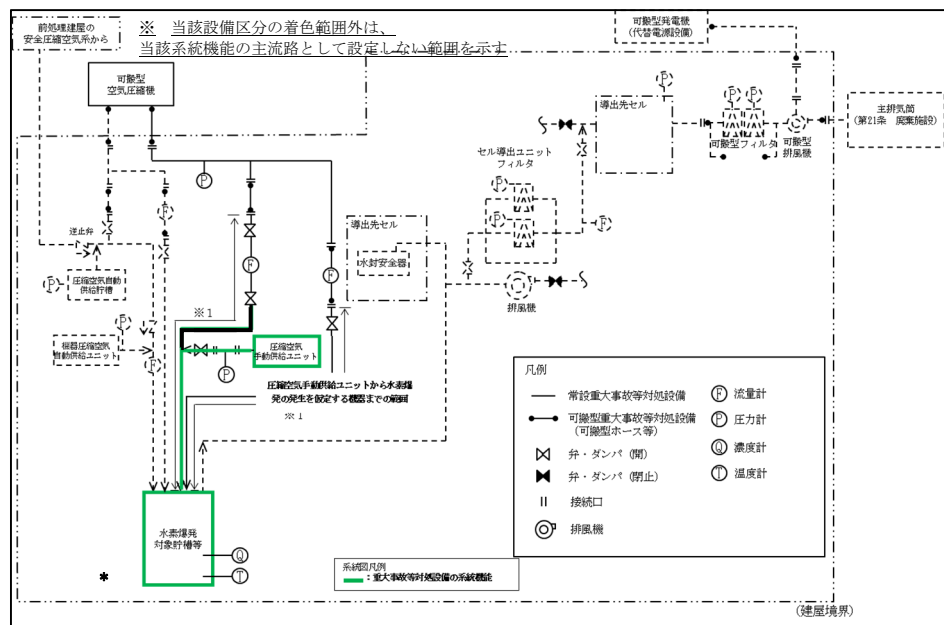 前処理建屋の
安全圧縮空気系から
※ 当該設備区分の着色範囲外は、
当該系統機能の主流路として設定しない範囲を示す
可搬型発電機
(代替電源設備)
可搬型
空気圧縮機
P
導出先セル
P
P
可搬型フィルタ
可搬型
排風機
主排気筒
(第21条 廃棄施設)
セル導出ユニット
フィルタ
P
P
F
P
F
逆止弁
導出先セル
水封安全器
F
F
P
圧縮空気自動
供給貯槽
排風機
※1
P
機器圧縮空気
自動供給ユニット
F
圧縮空気
手動供給ユニット
P
圧縮空気手動供給ユニットから水素爆
発の発生を仮定する機器までの範囲
※1
凡例
常設重大事故等対処設備
可搬型重大事故等対処設備
(可搬型ホース等)
弁・ダンパ (開)
弁・ダンパ (閉止)
接続口
排風機
F 流量計
P 圧力計
Q 濃度計
T 温度計
水素爆発
対象貯槽等
Q
T
*
系統図凡例
:重大事故等対処設備の系統機能
(建屋境界)